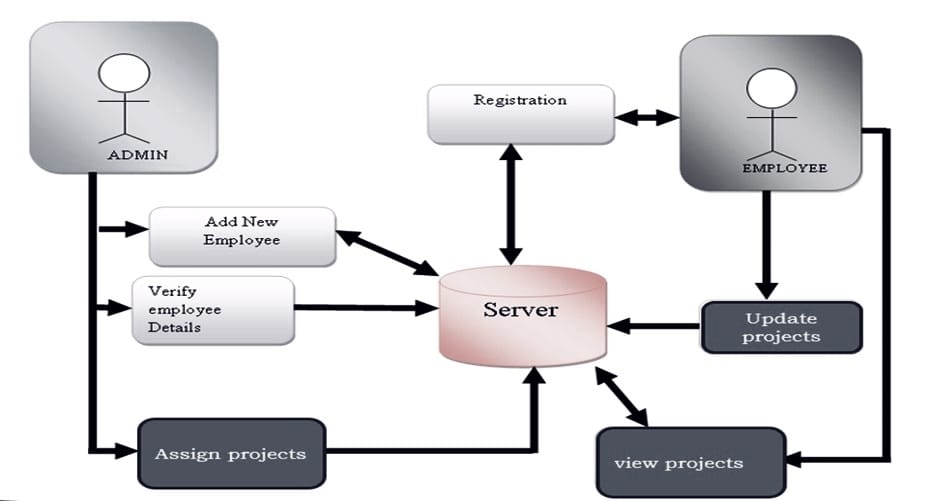 ADMIN
Registration
EMPLOYEE
Add New
Employee
Verify
employee
Details
Server
Update
projects
Assign projects
view projects